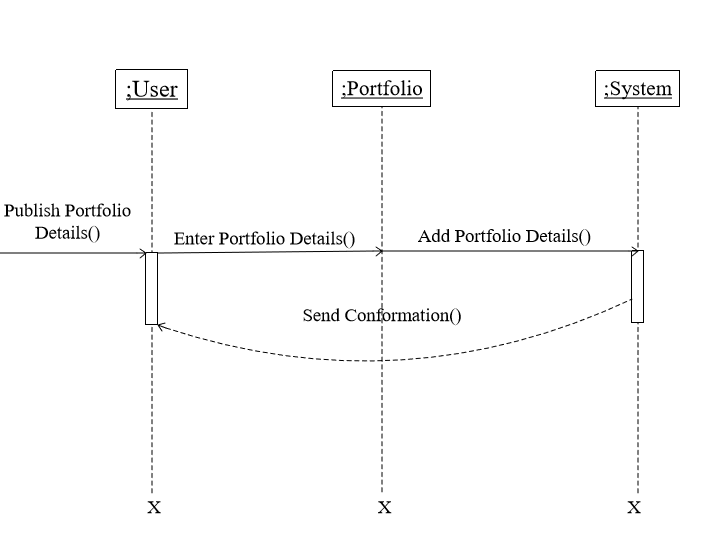 ;User
;Portfolio
;System
Publish Portfolio
Details()
Enter Portfolio Details()
Add Portfolio Details()
Send Conformation()
X
X
X